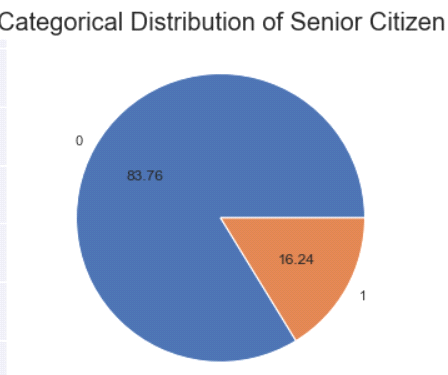 Categorical Distribution of Senior Citizen
0
83.76
16.24
1